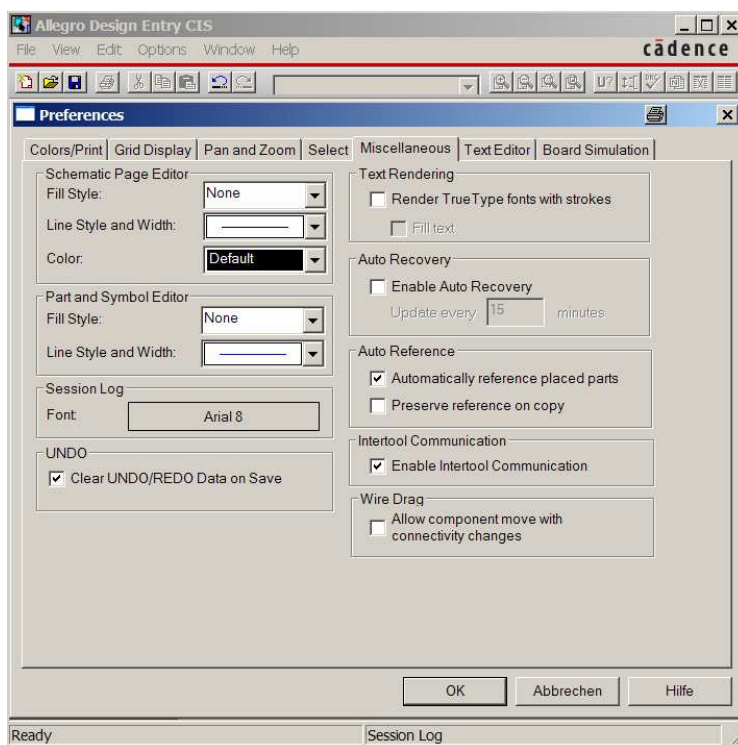 Allegro Design Entry CIS
File View Edit Options Window Help
cādence
U?
Preferences
Colors/Print Grid Display Pan and Zoom Select Miscellaneous Text Editor Board Simulation
Schematic Page Editor
Fill Style: None
Line Style and Width:
Color: Default
Part and Symbol Editor
Fill Style: None
Line Style and Width:
Session Log
Font: Arial 8
UNDO
Clear UNDO/REDO Data on Save
Text Rendering
Render TrueType fonts with strokes
Fill text
Auto Recovery
Enable Auto Recovery
Update every 15 minutes
Auto Reference
Automatically reference placed parts
Preserve reference on copy
Intertool Communication
Enable Intertool Communication
Wire Drag
Allow component move with
connectivity changes
OK Abbrechen Hilfe
Ready Session Log